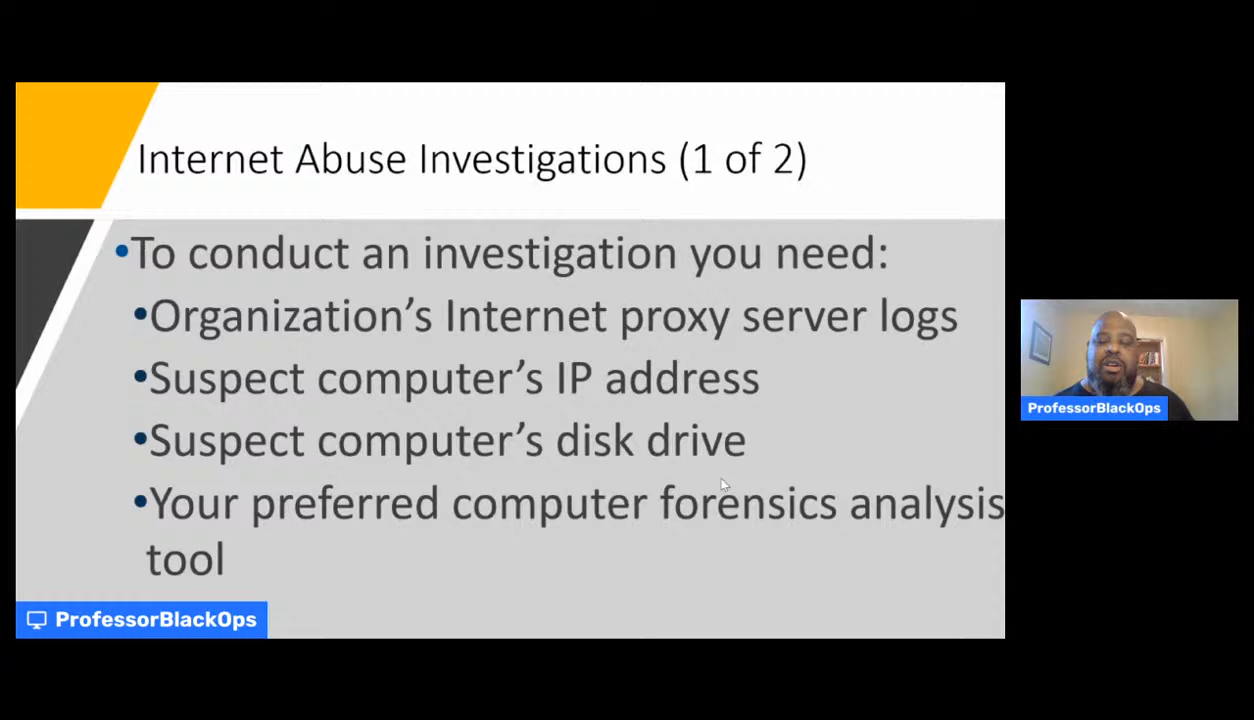 Internet Abuse Investigations (1 of 2)
•To conduct an investigation you need:
•Organization’s Internet proxy server logs
•Suspect computer’s IP address
•Suspect computer’s disk drive
•Your preferred computer forensics analysis
tool
ProfessorBlackOps
ProfessorBlackOps